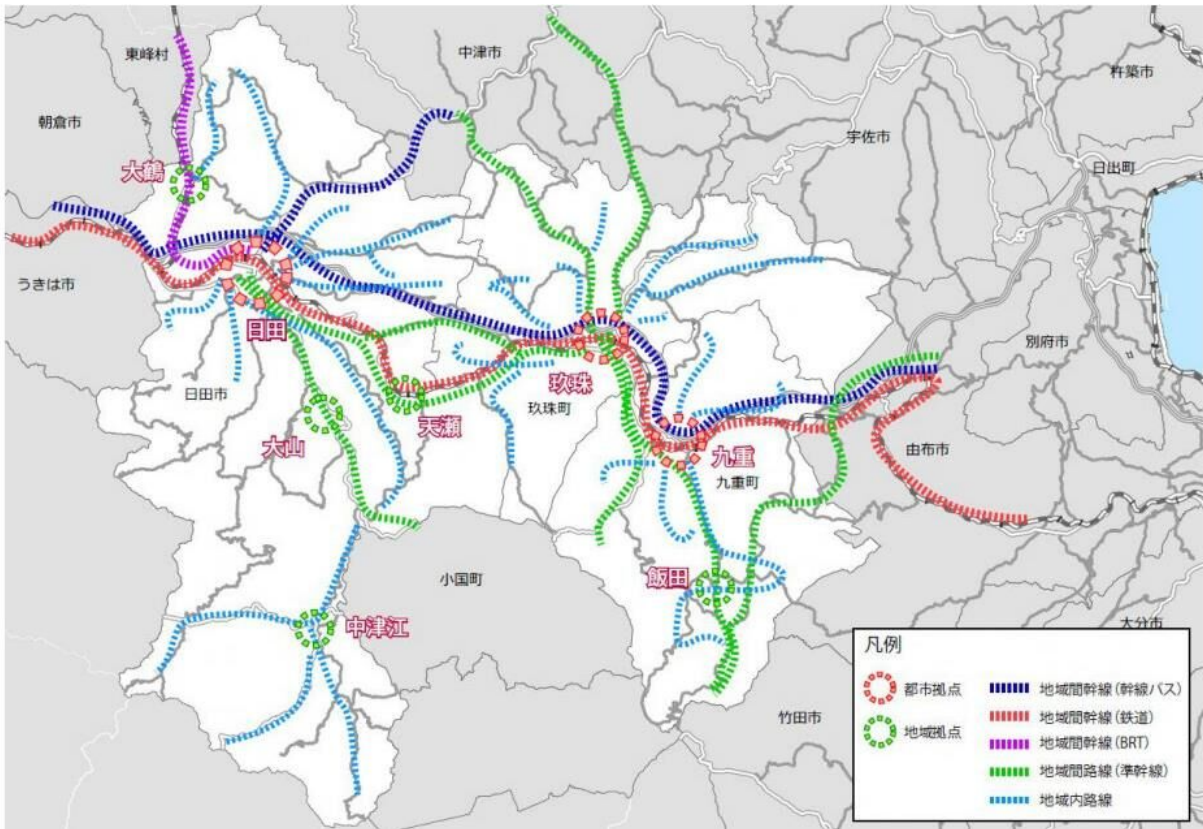 東峰村
中津市
杵築市
朝倉市
宇佐市
日出町
大鶴
うきは市
日田
別府市
玖珠
日田市
天瀬
玖珠町
大山
九重
由布市
九重町
小国町
飯田
中津江
大分市
竹田市
凡例
都市拠点
地域拠点
地域間幹線(幹線バス)
地域間幹線(鉄道)
地域間幹線(BRT)
地域間路線(準幹線)
地域内路線